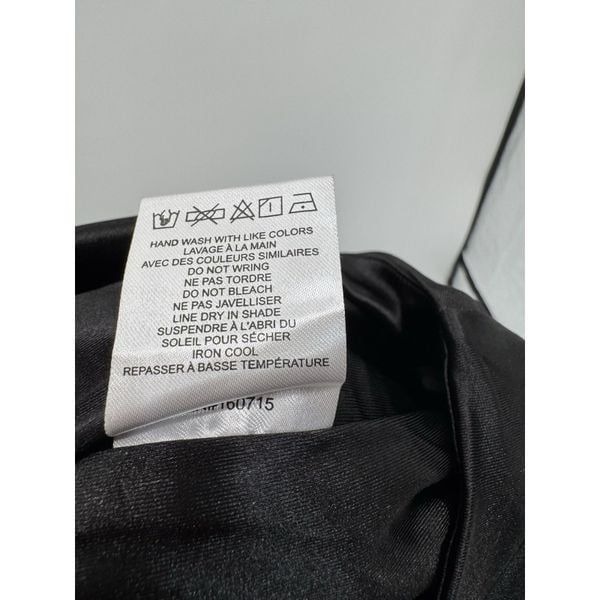 HAND WASH WITH LIKE COLORS
LAVAGE À LA MAIN
AVEC DES COULEURS SIMILAIRES
DO NOT WRING
NE PAS TORDRE
DO NOT BLEACH
NE PAS JAVELLISER
LINE DRY IN SHADE
SUSPENDRE À L'ABRI DU
SOLEIL POUR SÉCHER
IRON COOL
REPASSER À BASSE TEMPÉRATURE
160715